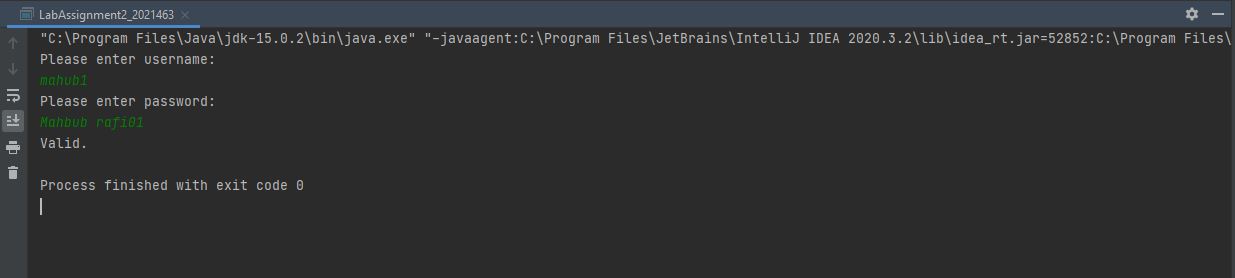 LabAssignment2_2021463
"C:\Program Files\Java\jdk-15.0.2\bin\java.exe" "-javaagent:C:\Program Files\JetBrains\IntelliJ IDEA 2020.3.2\lib\idea_rt.jar=52852:C:\Program Files\
Please enter username:
mahub1
Please enter password:
Mahbub rafi01
Valid.
Process finished with exit code 0